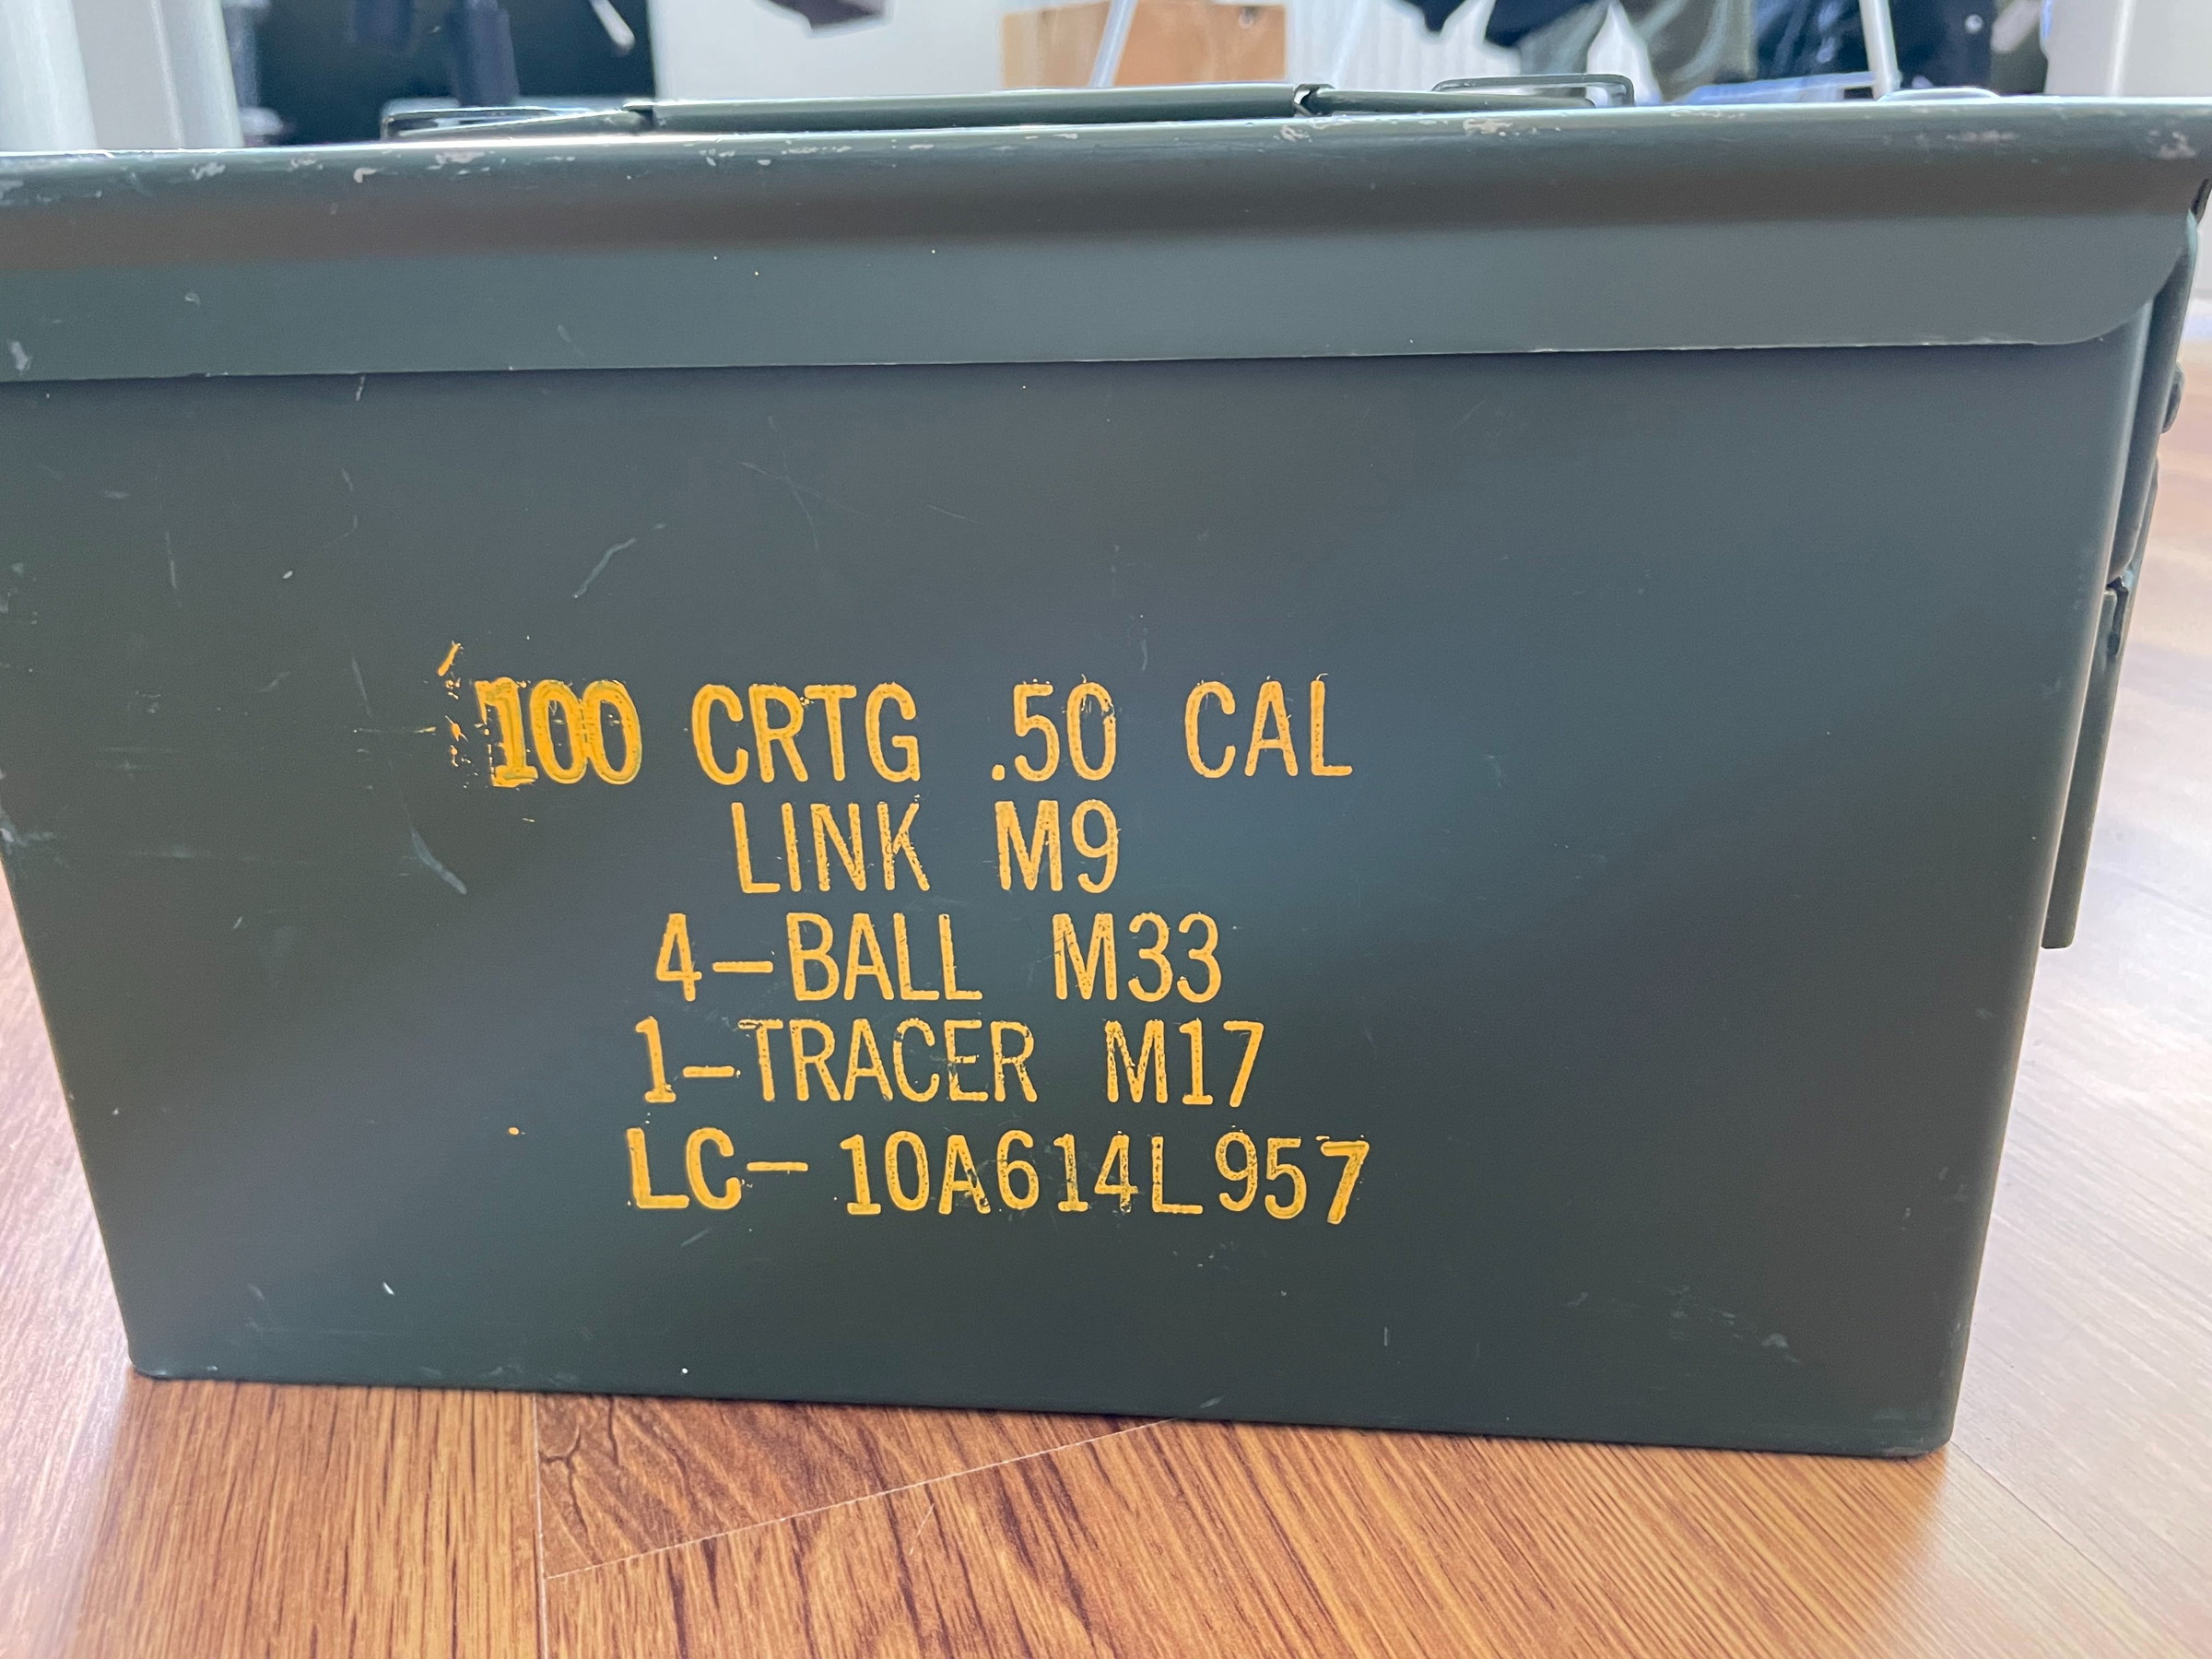 100 CRTG .50 CAL
LINK M9
4-BALL M33
1-TRACER M17
LC-10A614L957